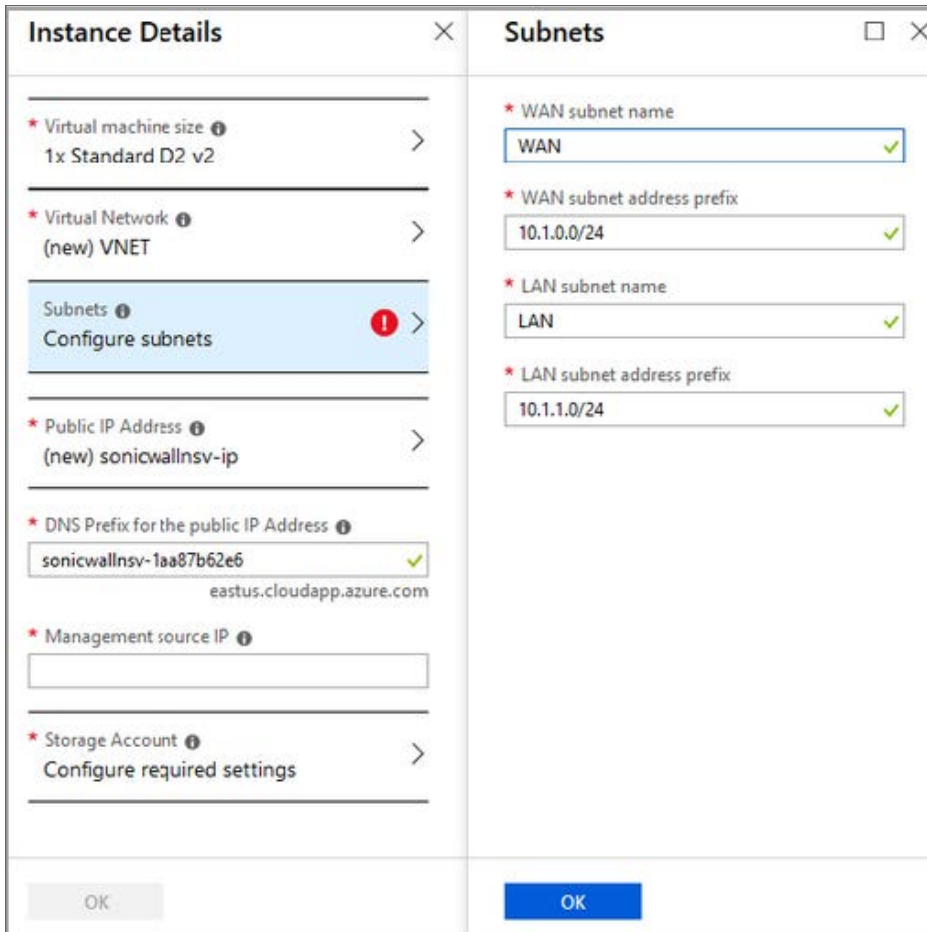 Instance Details
* Virtual machine size
1x Standard D2 v2
* Virtual Network
(new) VNET
Subnets
Configure subnets
* Public IP Address
(new) sonicwallnsv-ip
* DNS Prefix for the public IP Address
sonicwallnsv-1aa87b62e6
eastus.cloudapp.azure.com
* Management source IP
* Storage Account
Configure required settings
OK
Subnets
* WAN subnet name
WAN
* WAN subnet address prefix
10.1.0.0/24
* LAN subnet name
LAN
* LAN subnet address prefix
10.1.1.0/24
OK